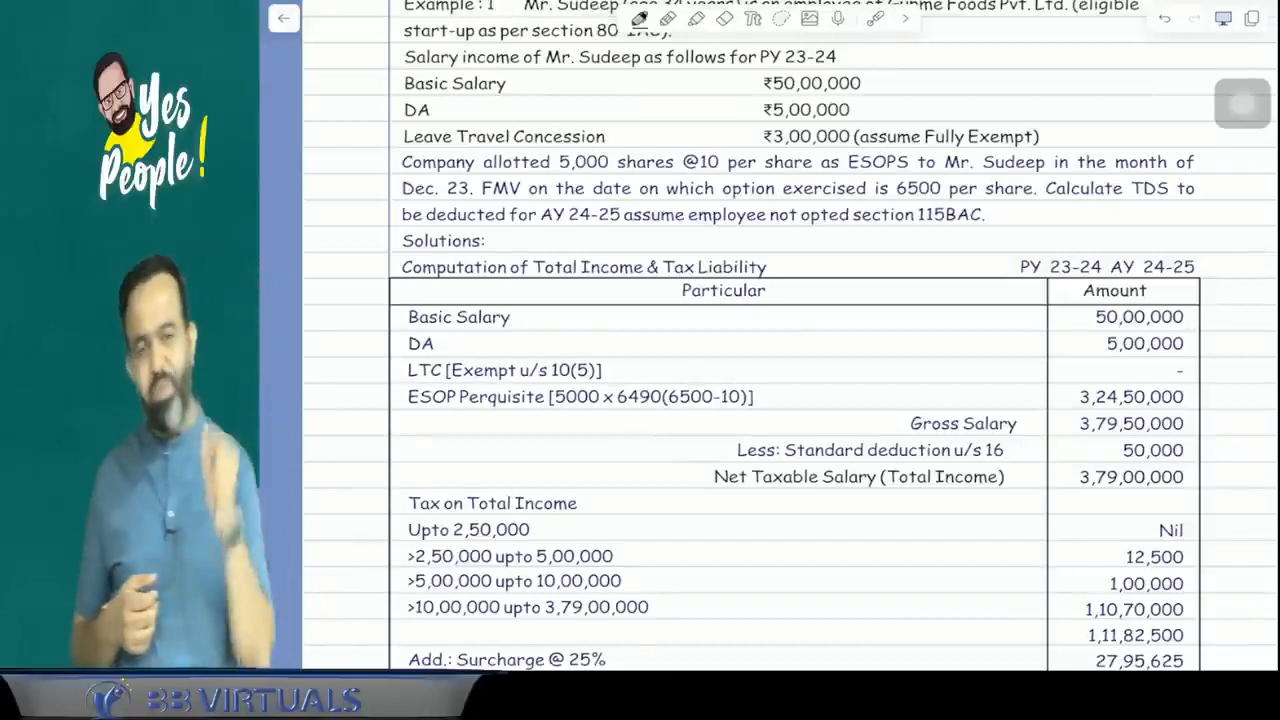 Yes
People!
Example : 1 Mr. Sudeep Foods Pvt. Ltd. (eligible
start-up as per section 80
Salary income of Mr. Sudeep as follows for PY 23-24
Basic Salary ₹50,00,000
DA ₹5,00,000
Leave Travel Concession ₹3,00,000 (assume Fully Exempt)
Company allotted 5,000 shares @10 per share as ESOPS to Mr. Sudeep in the month of
Dec. 23. FMV on the date on which option exercised is 6500 per share. Calculate TDS to
be deducted for AY 24-25 assume employee not opted section 115BAC.
Solutions:
Computation of Total Income & Tax Liability PY 23-24 AY 24-25
Particular Amount
Basic Salary 50,00,000
DA 5,00,000
LTC [Exempt u/s 10(5)] -
ESOP Perquisite [5000 x 6490(6500-10)] 3,24,50,000
Gross Salary 3,79,50,000
Less: Standard deduction u/s 16 50,000
Net Taxable Salary (Total Income) 3,79,00,000
Tax on Total Income
Upto 2,50,000 Nil
>2,50,000 upto 5,00,000 12,500
>5,00,000 upto 10,00,000 1,00,000
>10,00,000 upto 3,79,00,000 1,10,70,000
1,11,82,500
Add.: Surcharge @ 25% 27,95,625
BB VIRTUALS